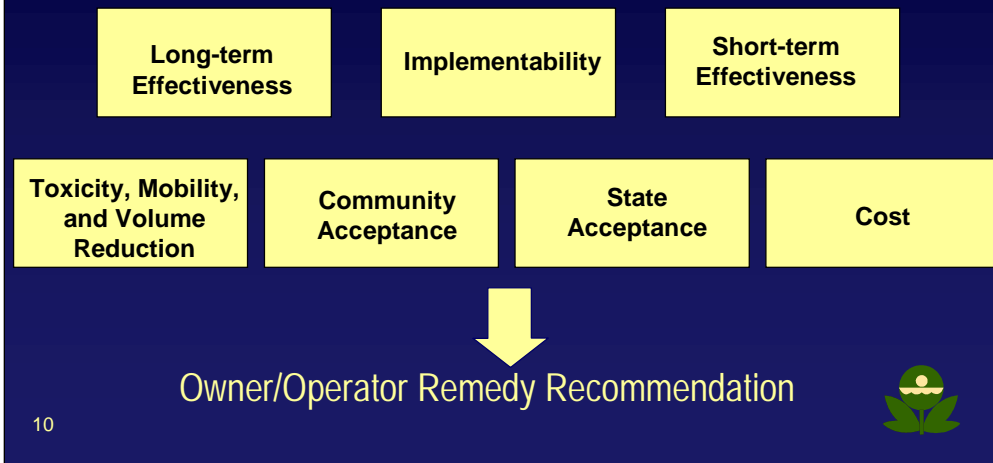 Long-term
Effectiveness
Implementability
Short-term
Effectiveness
Toxicity, Mobility,
and Volume
Reduction
Community
Acceptance
State
Acceptance
Cost
Owner/Operator Remedy Recommendation
10